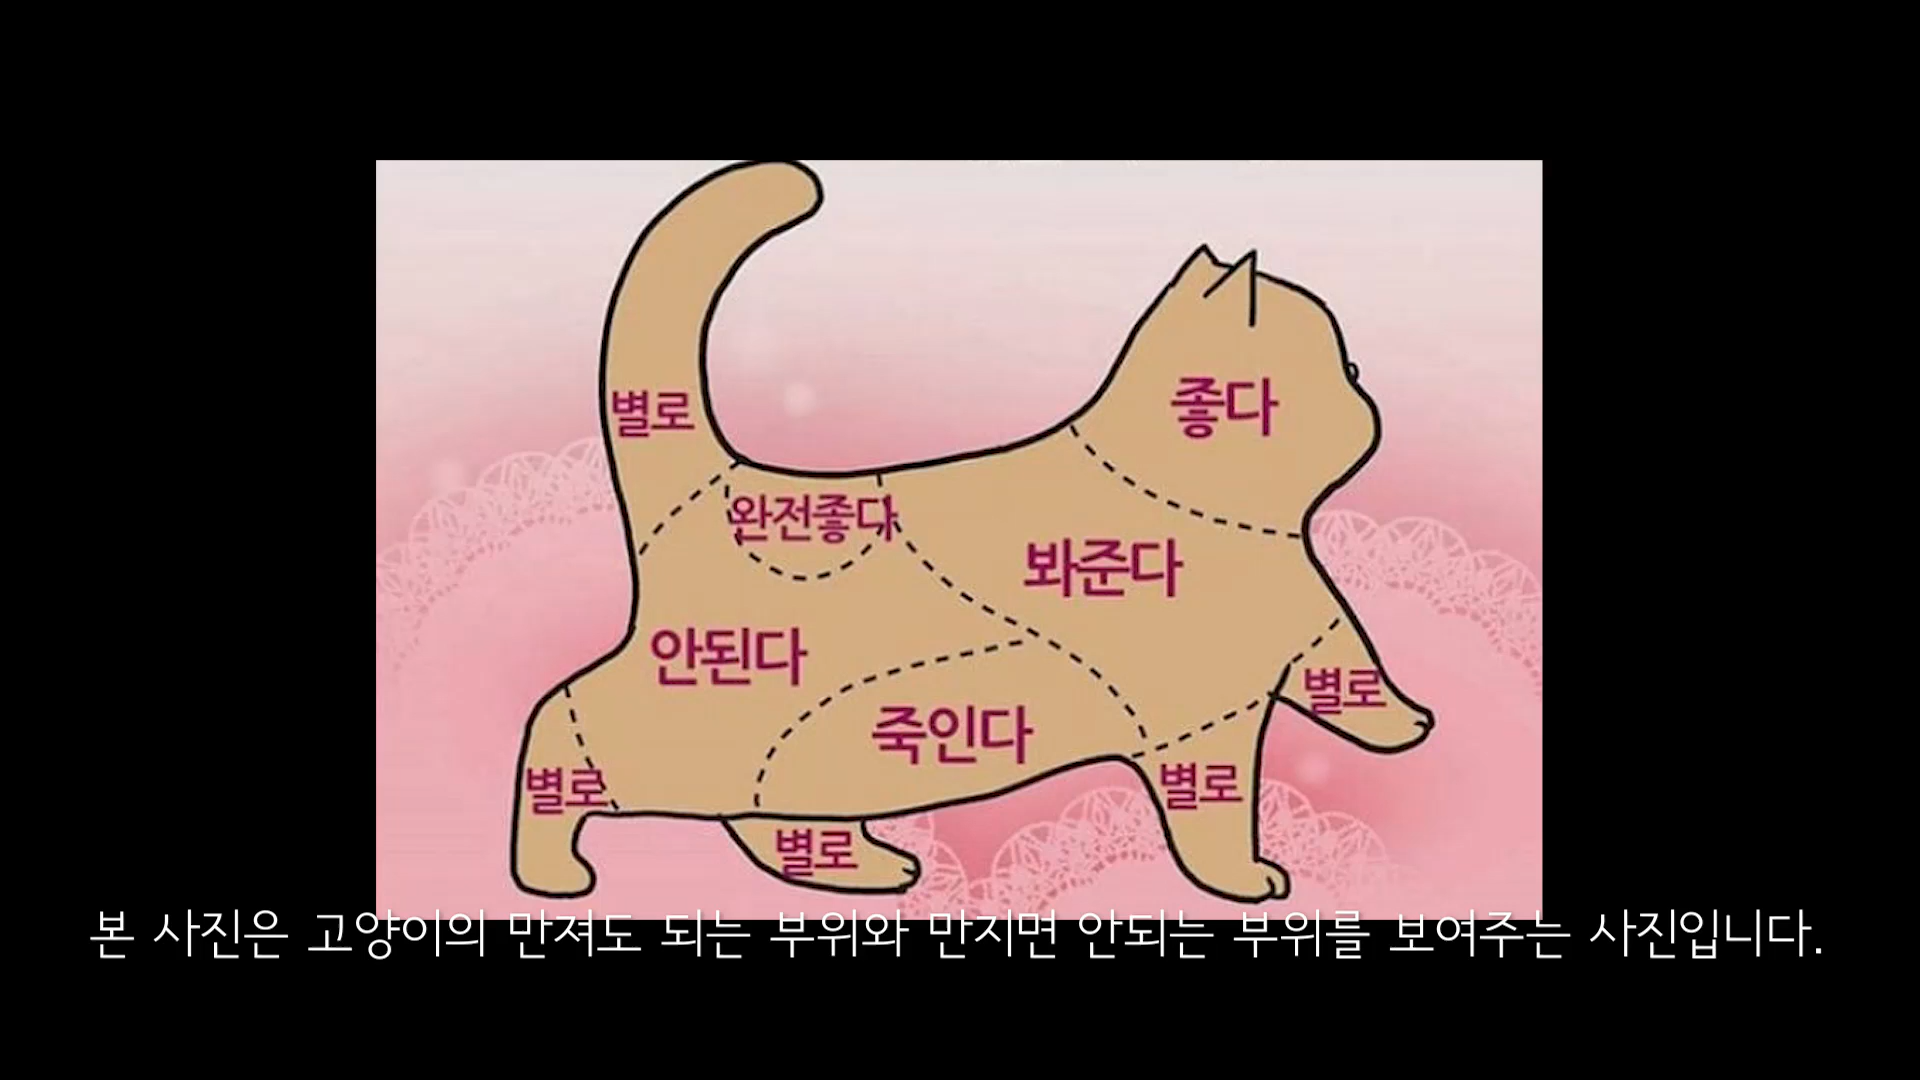 좋다
별로
완전좋다
봐준다
안된다
별로
죽인다
별로
별로
별로
본 사진은 고양이의 만져도 되는 부위와 만지면 안되는 부위를 보여주는 사진입니다.